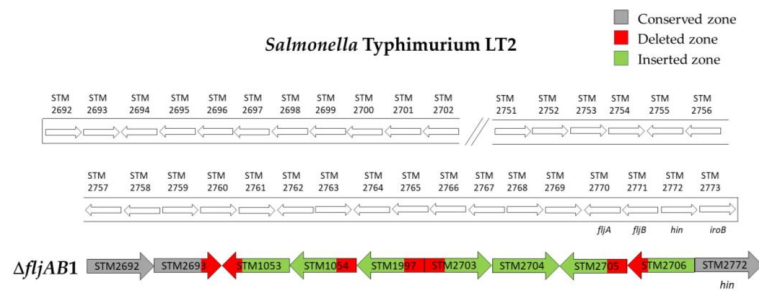 Conserved zone
Salmonella Typhimurium LT2
Deleted zone
Inserted zone
STM STM STM STM STM STM STM STM STM STM STM STM STM STM STM STM STM
2692 2693 2694 2695 2696 2697 2698 2699 2700 2701 2702 2751 2752 2753 2754 2755 2756
STM STM STM STM STM STM STM STM STM STM STM STM STM STM STM STM STM
2757 2758 2759 2760 2761 2762 2763 2764 2765 2766 2767 2768 2769 2770 2771 2772 2773
fljA fljB hin iroB
ΔfljAB1 STM2692 STM2693 STM1053 STM1054 STM1997 STM2703 STM2704 STM2705 STM2706 STM2772
hin